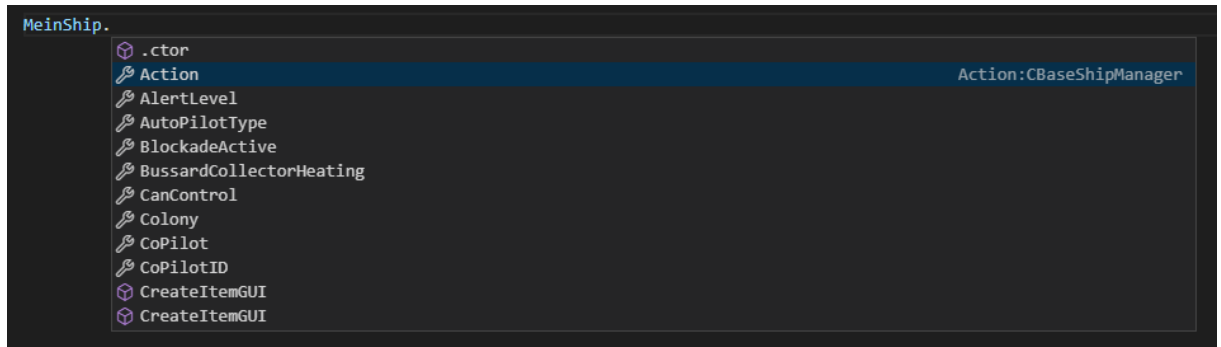 MeinShip.
.ctor
Action Action:CBaseShipManager
AlertLevel
AutoPilotType
BlockadeActive
BussardCollectorHeating
CanControl
Colony
CoPilot
CoPilotID
CreateItemGUI
CreateItemGUI